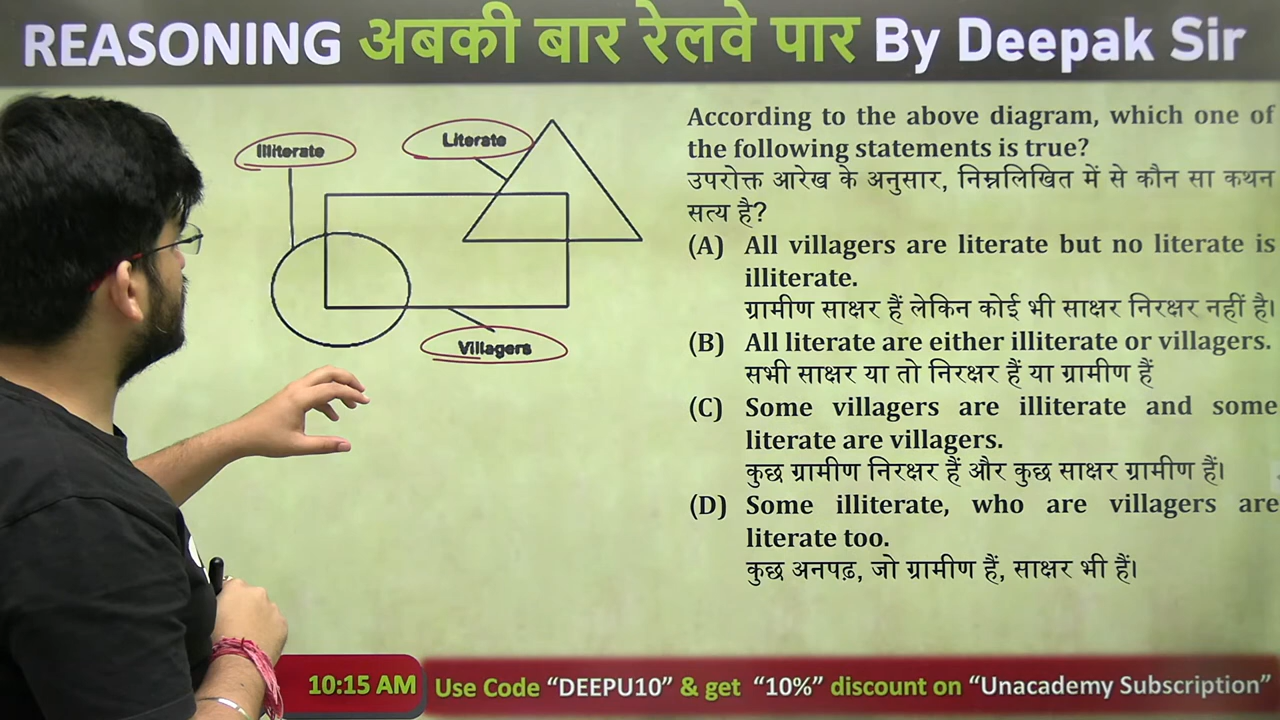 REASONING अबकी बार रेलवे पार By Deepak Sir
Illiterate
Literate
Villagers
According to the above diagram, which one of
the following statements is true?
उपरोक्त आरेख के अनुसार, निम्नलिखित में से कौन सा कथन
सत्य है?
(A) All villagers are literate but no literate is
illiterate.
ग्रामीण साक्षर हैं लेकिन कोई भी साक्षर निरक्षर नहीं है।
(B) All literate are either illiterate or villagers.
सभी साक्षर या तो निरक्षर हैं या ग्रामीण हैं
(C) Some villagers are illiterate and some
literate are villagers.
कुछ ग्रामीण निरक्षर हैं और कुछ साक्षर ग्रामीण हैं।
(D) Some illiterate, who are villagers are
literate too.
कुछ अनपढ़, जो ग्रामीण हैं, साक्षर भी हैं।
10:15 AM
Use Code “DEEPU10” & get “10%” discount on “Unacademy Subscription”